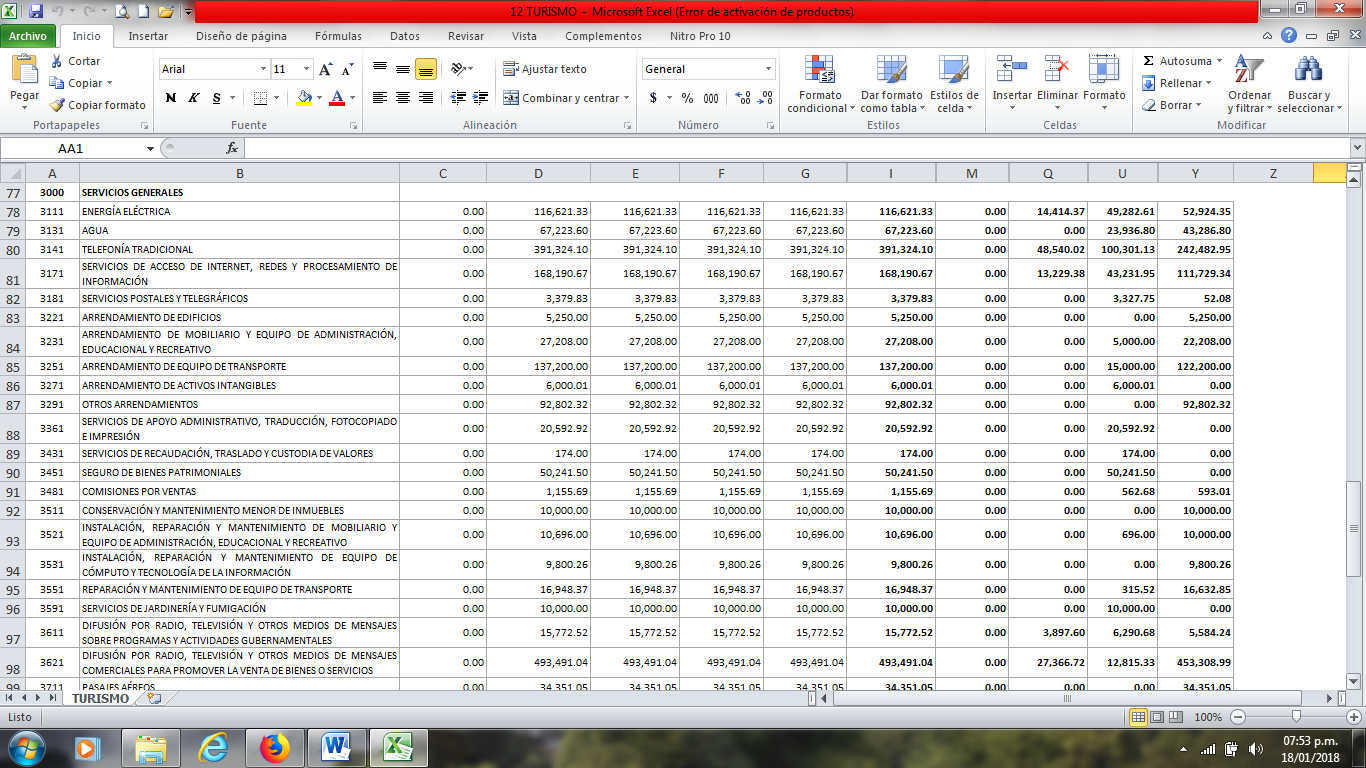 12 TURISMO - Microsoft Excel (Error de activación de productos)
Archivo Inicio Insertar Diseño de página Fórmulas Datos Revisar Vista Complementos Nitro Pro 10
Pegar Cortar Copiar Copiar formato Portapapeles
Arial 11 N K S Fuente
Ajustar texto Combinar y centrar Alineación
General $ % 000 Número
Formato condicional Dar formato como tabla Estilos de celda Estilos
Insertar Eliminar Formato Celdas
Autosuma Rellenar Borrar Ordenar y filtrar Buscar y seleccionar Modificar
AA1 fx
A B C D E F G I M Q U Y Z
77 3000 SERVICIOS GENERALES
78 3111 ENERGÍA ELÉCTRICA 0.00 116,621.33 116,621.33 116,621.33 116,621.33 116,621.33 0.00 14,414.37 49,282.61 52,924.35
79 3131 AGUA 0.00 67,223.60 67,223.60 67,223.60 67,223.60 67,223.60 0.00 0.00 23,936.80 43,286.80
80 3141 TELEFONÍA TRADICIONAL 0.00 391,324.10 391,324.10 391,324.10 391,324.10 391,324.10 0.00 48,540.02 100,301.13 242,482.95
81 3171 SERVICIOS DE ACCESO DE INTERNET, REDES Y PROCESAMIENTO DE
INFORMACIÓN 0.00 168,190.67 168,190.67 168,190.67 168,190.67 168,190.67 0.00 13,229.38 43,231.95 111,729.34
82 3181 SERVICIOS POSTALES Y TELEGRÁFICOS 0.00 3,379.83 3,379.83 3,379.83 3,379.83 3,379.83 0.00 0.00 3,327.75 52.08
83 3221 ARRENDAMIENTO DE EDIFICIOS 0.00 5,250.00 5,250.00 5,250.00 5,250.00 5,250.00 0.00 0.00 0.00 5,250.00
84 3231 ARRENDAMIENTO DE MOBILIARIO Y EQUIPO DE ADMINISTRACIÓN,
EDUCACIONAL Y RECREATIVO 0.00 27,208.00 27,208.00 27,208.00 27,208.00 27,208.00 0.00 0.00 5,000.00 22,208.00
85 3251 ARRENDAMIENTO DE EQUIPO DE TRANSPORTE 0.00 137,200.00 137,200.00 137,200.00 137,200.00 137,200.00 0.00 0.00 15,000.00 122,200.00
86 3271 ARRENDAMIENTO DE ACTIVOS INTANGIBLES 0.00 6,000.01 6,000.01 6,000.01 6,000.01 6,000.01 0.00 0.00 6,000.01 0.00
87 3291 OTROS ARRENDAMIENTOS 0.00 92,802.32 92,802.32 92,802.32 92,802.32 92,802.32 0.00 0.00 0.00 92,802.32
88 3361 SERVICIOS DE APOYO ADMINISTRATIVO, TRADUCCIÓN, FOTOCOPIADO
E IMPRESIÓN 0.00 20,592.92 20,592.92 20,592.92 20,592.92 20,592.92 0.00 0.00 20,592.92 0.00
89 3431 SERVICIOS DE RECAUDACIÓN, TRASLADO Y CUSTODIA DE VALORES 0.00 174.00 174.00 174.00 174.00 174.00 0.00 0.00 174.00 0.00
90 3451 SEGURO DE BIENES PATRIMONIALES 0.00 50,241.50 50,241.50 50,241.50 50,241.50 50,241.50 0.00 0.00 50,241.50 0.00
91 3481 COMISIONES POR VENTAS 0.00 1,155.69 1,155.69 1,155.69 1,155.69 1,155.69 0.00 0.00 562.68 593.01
92 3511 CONSERVACIÓN Y MANTENIMIENTO MENOR DE INMUEBLES 0.00 10,000.00 10,000.00 10,000.00 10,000.00 10,000.00 0.00 0.00 0.00 10,000.00
93 3521 INSTALACIÓN, REPARACIÓN Y MANTENIMIENTO DE MOBILIARIO Y
EQUIPO DE ADMINISTRACIÓN, EDUCACIONAL Y RECREATIVO 0.00 10,696.00 10,696.00 10,696.00 10,696.00 10,696.00 0.00 0.00 696.00 10,000.00
94 3531 INSTALACIÓN, REPARACIÓN Y MANTENIMIENTO DE EQUIPO DE
CÓMPUTO Y TECNOLOGÍA DE LA INFORMACIÓN 0.00 9,800.26 9,800.26 9,800.26 9,800.26 9,800.26 0.00 0.00 0.00 9,800.26
95 3551 REPARACIÓN Y MANTENIMIENTO DE EQUIPO DE TRANSPORTE 0.00 16,948.37 16,948.37 16,948.37 16,948.37 16,948.37 0.00 0.00 315.52 16,632.85
96 3591 SERVICIOS DE JARDINERÍA Y FUMIGACIÓN 0.00 10,000.00 10,000.00 10,000.00 10,000.00 10,000.00 0.00 0.00 10,000.00 0.00
97 3611 DIFUSIÓN POR RADIO, TELEVISIÓN Y OTROS MEDIOS DE MENSAJES
SOBRE PROGRAMAS Y ACTIVIDADES GUBERNAMENTALES 0.00 15,772.52 15,772.52 15,772.52 15,772.52 15,772.52 0.00 3,897.60 6,290.68 5,584.24
98 3621 DIFUSIÓN POR RADIO, TELEVISIÓN Y OTROS MEDIOS DE MENSAJES
COMERCIALES PARA PROMOVER LA VENTA DE BIENES O SERVICIOS 0.00 493,491.04 493,491.04 493,491.04 493,491.04 493,491.04 0.00 27,366.72 12,815.33 453,308.99
99 3711 PASAJES AÉREOS 0.00 34,351.05 34,351.05 34,351.05 34,351.05 34,351.05 0.00 0.00 0.00 34,351.05
TURISMO
Listo 100%
07:53 p.m.
18/01/2018